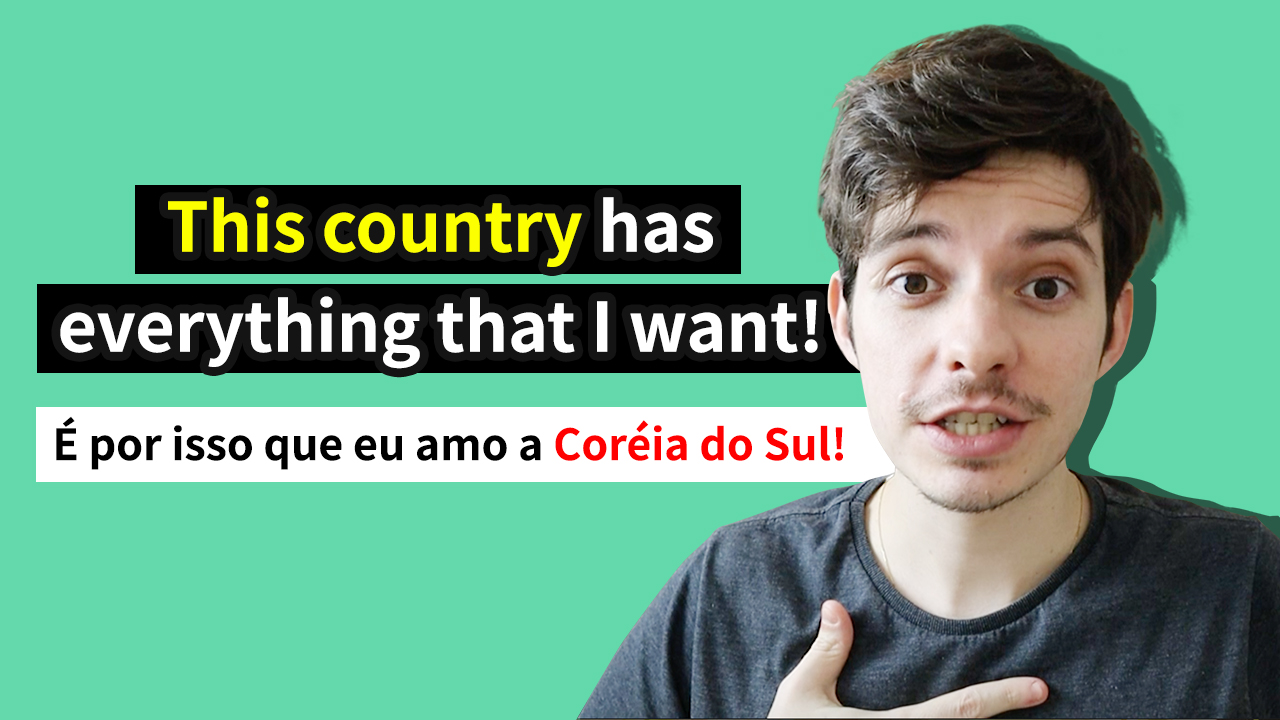 This country has
everything that I want!
É por isso que eu amo a Coréia do Sul!